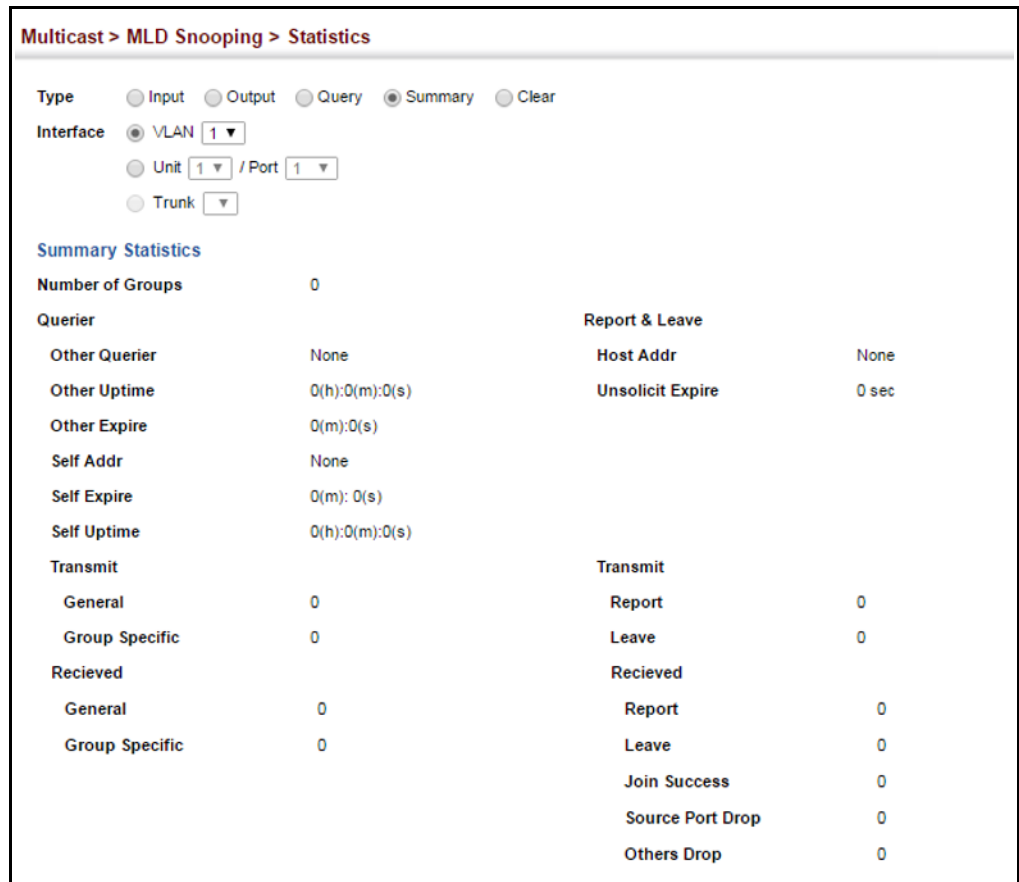 Multicast > MLD Snooping > Statistics
Type Input Output Query Summary Clear
Interface VLAN 1
Unit 1 / Port 1
Trunk
Summary Statistics
Number of Groups 0
Querier Report & Leave
Other Querier None Host Addr None
Other Uptime 0(h):0(m):0(s) Unsolicit Expire 0 sec
Other Expire 0(m):0(s)
Self Addr None
Self Expire 0(m): 0(s)
Self Uptime 0(h):0(m):0(s)
Transmit Transmit
General 0 Report 0
Group Specific 0 Leave 0
Recieved Recieved
General 0 Report 0
Group Specific 0 Leave 0
Join Success 0
Source Port Drop 0
Others Drop 0